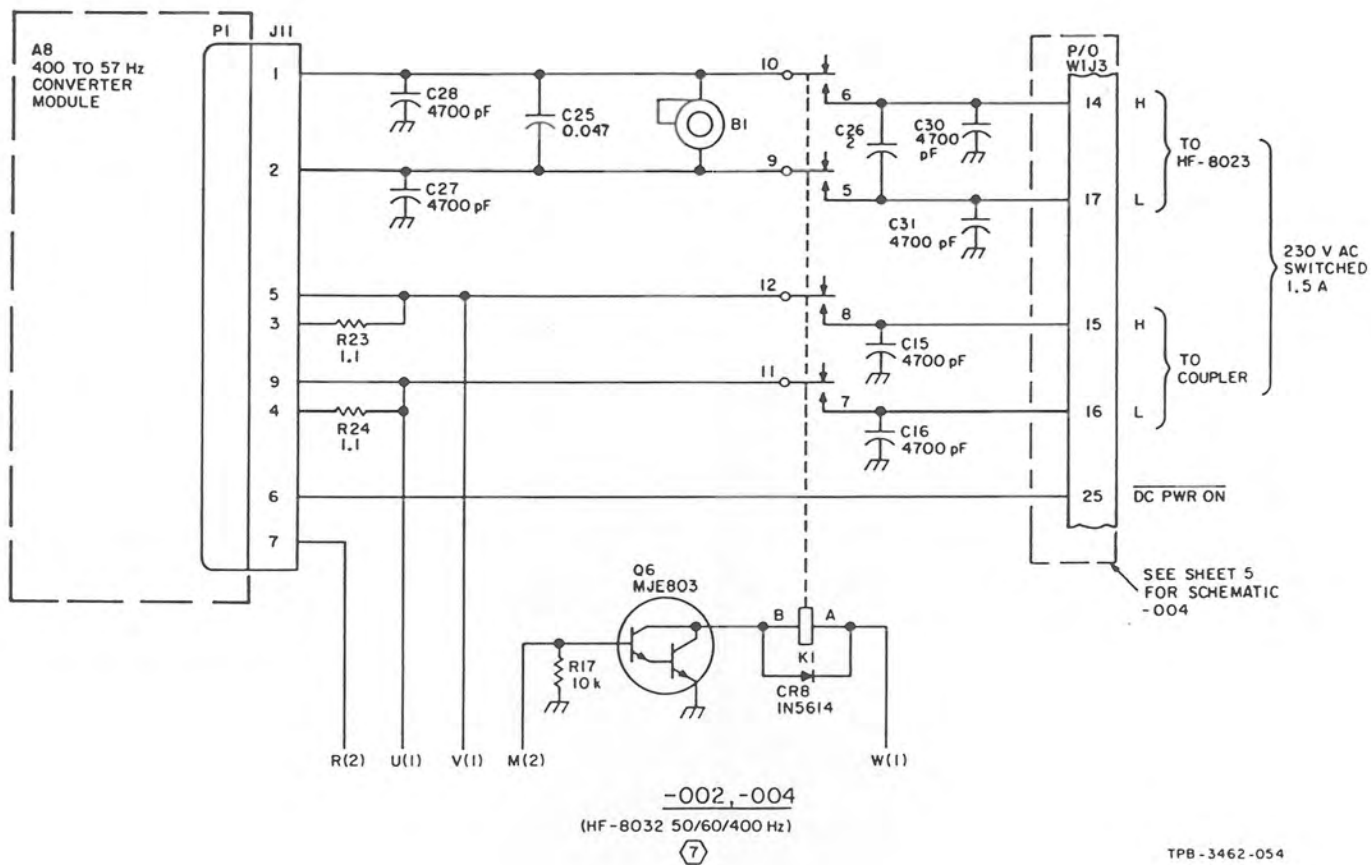 P1 J11
A8
400 TO 57 Hz
CONVERTER
MODULE
1
2
5
3
9
4
6
7
C28
4700 pF
C25
0.047
B1
C27
4700 pF
R23
1.1
R24
1.1
10
6
9
5
12
8
11
7
C26
2
C30
4700
pF
C31
4700 pF
C15
4700 pF
C16
4700 pF
P/O
W1J3
14 H
17 L
15 H
16 L
25 DC PWR ON
TO
HF-8023
TO
COUPLER
230 V AC
SWITCHED
1.5 A
SEE SHEET 5
FOR SCHEMATIC
-004
Q6
MJE803
R17
10 k
B A
K1
CR8
1N5614
R(2) U(1) V(1) M(2) W(1)
-002,-004
(HF-8032 50/60/400 Hz)
7
TPB-3462-054